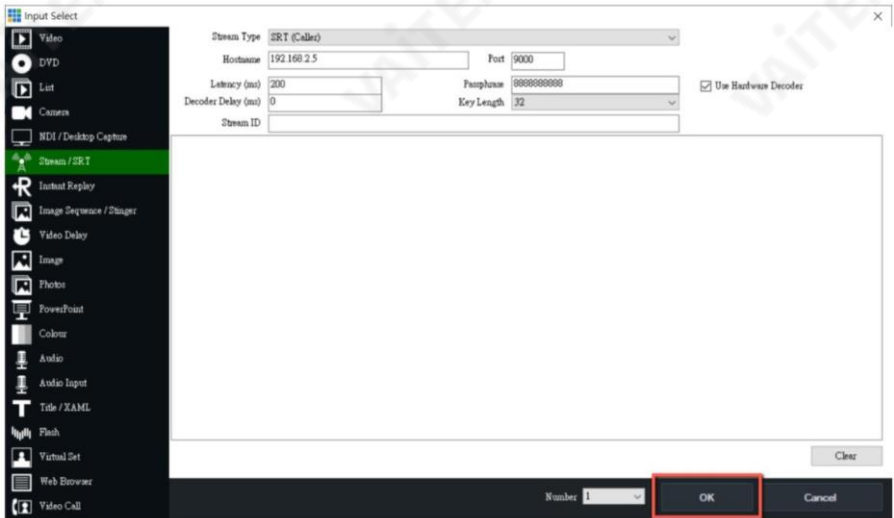 Input Select
Video
DVD
List
Camera
NDI / Desktop Capture
Stream / SRT
Instant Replay
Image Sequence / Stinger
Video Delay
Image
Photos
PowerPoint
Colour
Audio
Audio Input
Title / XAML
Flash
Virtual Set
Web Browser
Video Call
Stream Type SRT (Caller)
Hostname 192.168.2.5 Port 9000
Latency (ms) 200 Passphrase 8888888888 Use Hardware Decoder
Decoder Delay (ms) 0 Key Length 32
Stream ID
Clear
Number 1 OK Cancel